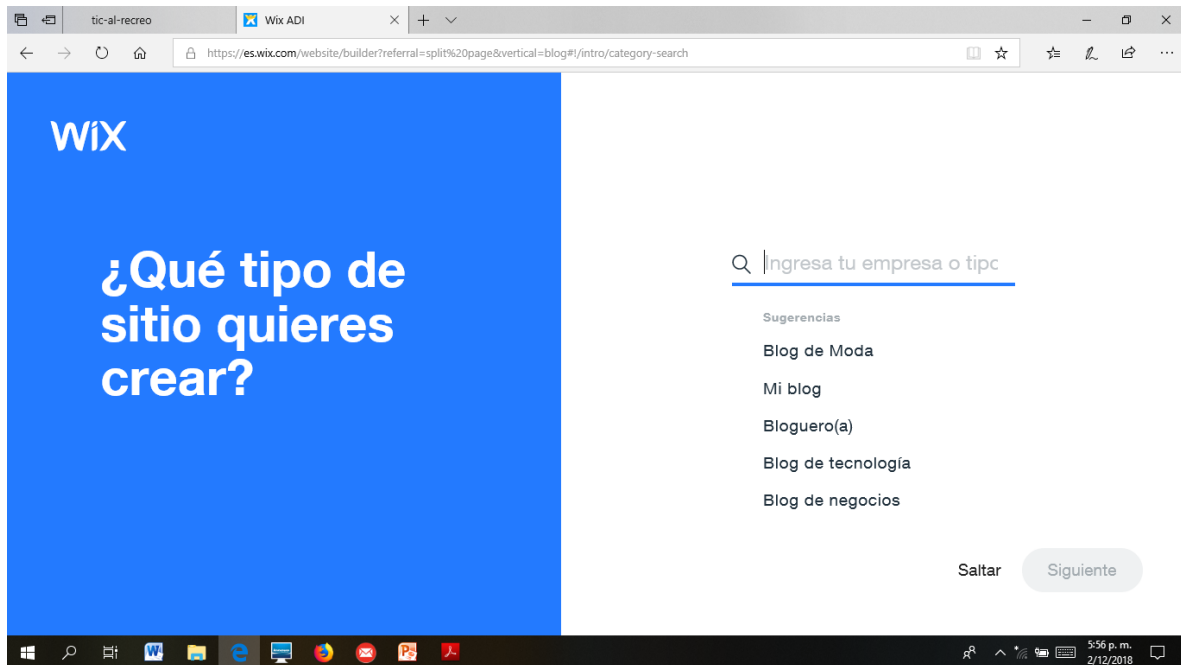 tic-al-recreo
Wix ADI
https://es.wix.com/website/builder?referral=split%20page&vertical=blog#!/intro/category-search
WiX
¿Qué tipo de
sitio quieres
crear?
Ingresa tu empresa o tipo
Sugerencias
Blog de Moda
Mi blog
Bloguero(a)
Blog de tecnología
Blog de negocios
Saltar
Siguiente
5:56 p. m.
2/12/2018